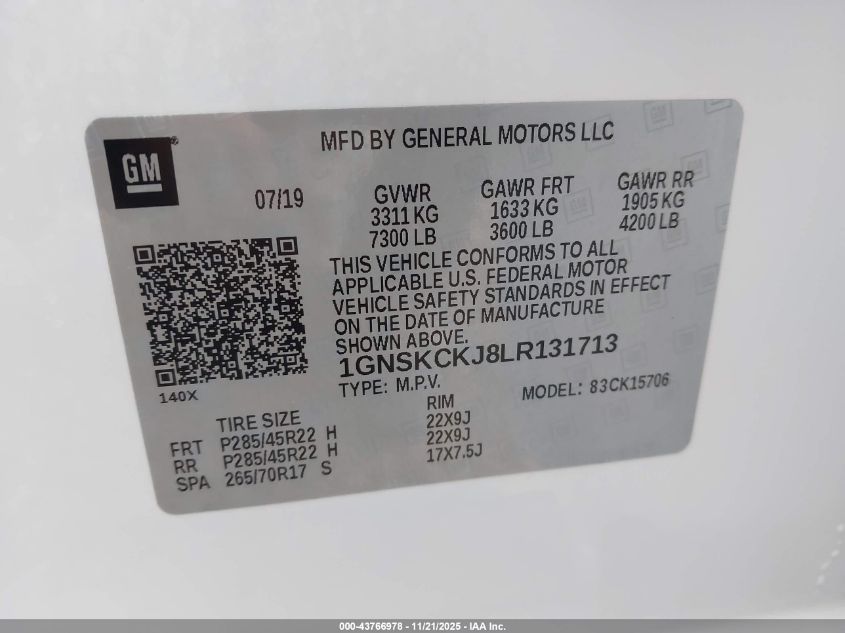 GM ®
MFD BY GENERAL MOTORS LLC
07/19
GVWR GAWR FRT GAWR RR
3311 KG 1633 KG 1905 KG
7300 LB 3600 LB 4200 LB
THIS VEHICLE CONFORMS TO ALL
APPLICABLE U.S. FEDERAL MOTOR
VEHICLE SAFETY STANDARDS IN EFFECT
ON THE DATE OF MANUFACTURE
SHOWN ABOVE.
1GNSKCKJ8LR131713
140X
TYPE: M.P.V. MODEL: 83CK15706
TIRE SIZE RIM
FRT P285/45R22 H 22X9J
RR P285/45R22 H 22X9J
SPA 265/70R17 S 17X7.5J
000-43766978 - 11/21/2025 - IAA Inc.